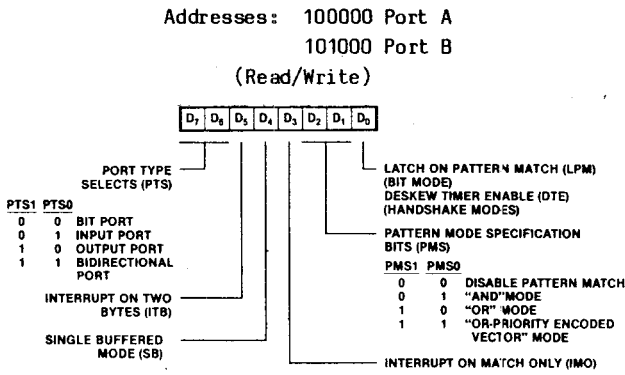 Addresses: 100000 Port A
101000 Port B
(Read/Write)
D7 D6 D5 D4 D3 D2 D1 D0
PORT TYPE
SELECTS (PTS)
PTS1 PTS0
0 0 BIT PORT
0 1 INPUT PORT
1 0 OUTPUT PORT
1 1 BIDIRECTIONAL
PORT
INTERRUPT ON TWO
BYTES (ITB)
SINGLE BUFFERED
MODE (SB)
LATCH ON PATTERN MATCH (LPM)
(BIT MODE)
DESKEW TIMER ENABLE (DTE)
(HANDSHAKE MODES)
PATTERN MODE SPECIFICATION
BITS (PMS)
PMS1 PMS0
0 0 DISABLE PATTERN MATCH
0 1 "AND" MODE
1 0 "OR" MODE
1 1 "OR-PRIORITY ENCODED
VECTOR" MODE
INTERRUPT ON MATCH ONLY (IMO)